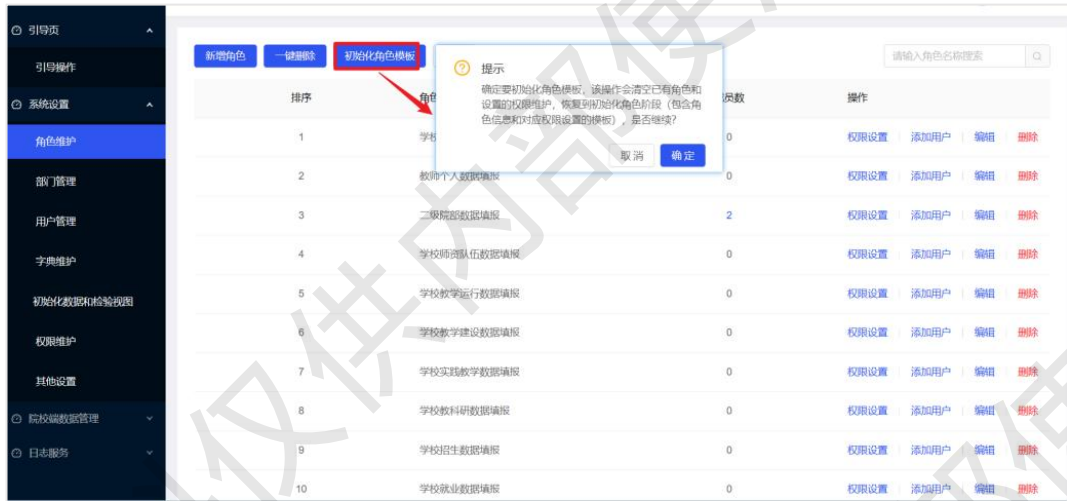 引导页
引导操作
系统设置
角色维护
部门管理
用户管理
字典维护
初始化数据和检验视图
权限维护
其他设置
院校端数据管理
日志服务
新增角色 一键删除 初始化角色模板 请输入角色名称搜索
提示
确定要初始化角色模板，该操作会清空已有角色和
设置的权限维护，恢复到初始化角色阶段（包含角
色信息和对应权限设置的模板），是否继续？
取消 确定
排序 角色 员数 操作
1 学校 0 权限设置 添加用户 编辑 删除
2 教师个人数据填报 0 权限设置 添加用户 编辑 删除
3 二级院部数据填报 2 权限设置 添加用户 编辑 删除
4 学校师资队伍数据填报 0 权限设置 添加用户 编辑 删除
5 学校教学运行数据填报 0 权限设置 添加用户 编辑 删除
6 学校教学建设数据填报 0 权限设置 添加用户 编辑 删除
7 学校实践教学数据填报 0 权限设置 添加用户 编辑 删除
8 学校教科研数据填报 0 权限设置 添加用户 编辑 删除
9 学校招生数据填报 0 权限设置 添加用户 编辑 删除
10 学校就业数据填报 0 权限设置 添加用户 编辑 删除
仅供内部使用